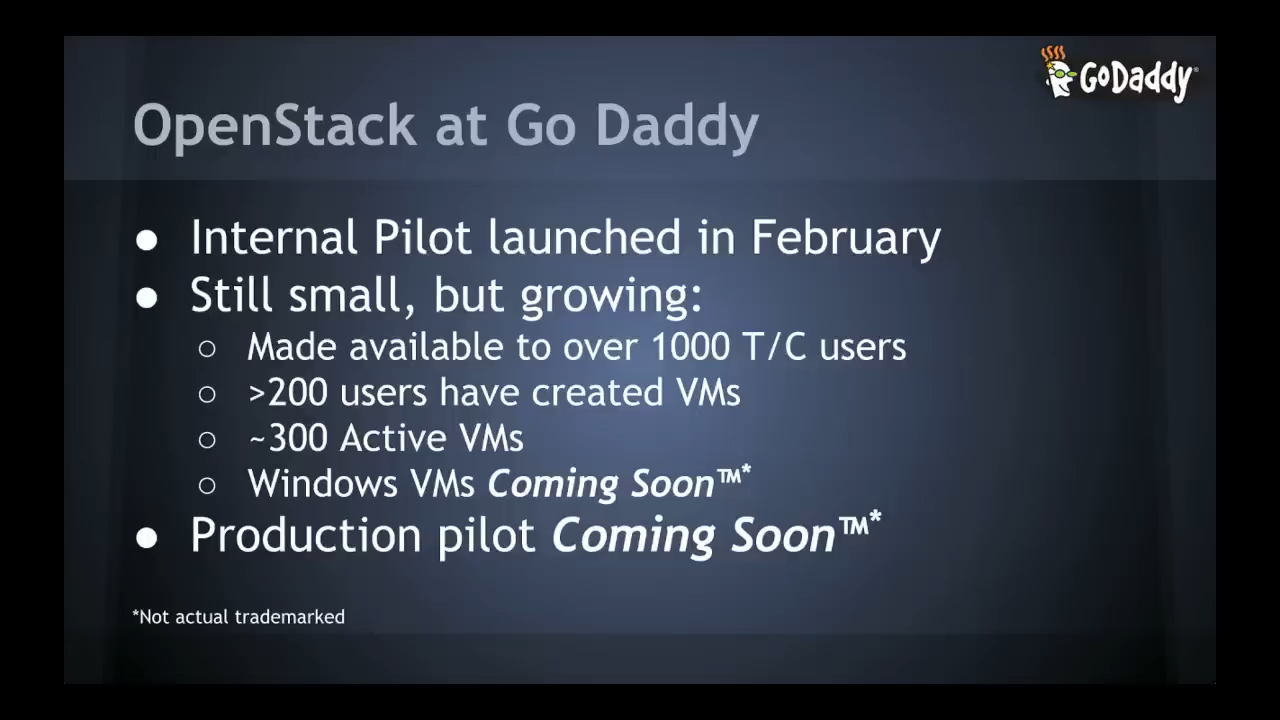 GoDaddy
OpenStack at Go Daddy
● Internal Pilot launched in February
● Still small, but growing:
○ Made available to over 1000 T/C users
○ >200 users have created VMs
○ ~300 Active VMs
○ Windows VMs Coming Soon™*
● Production pilot Coming Soon™*
*Not actual trademarked